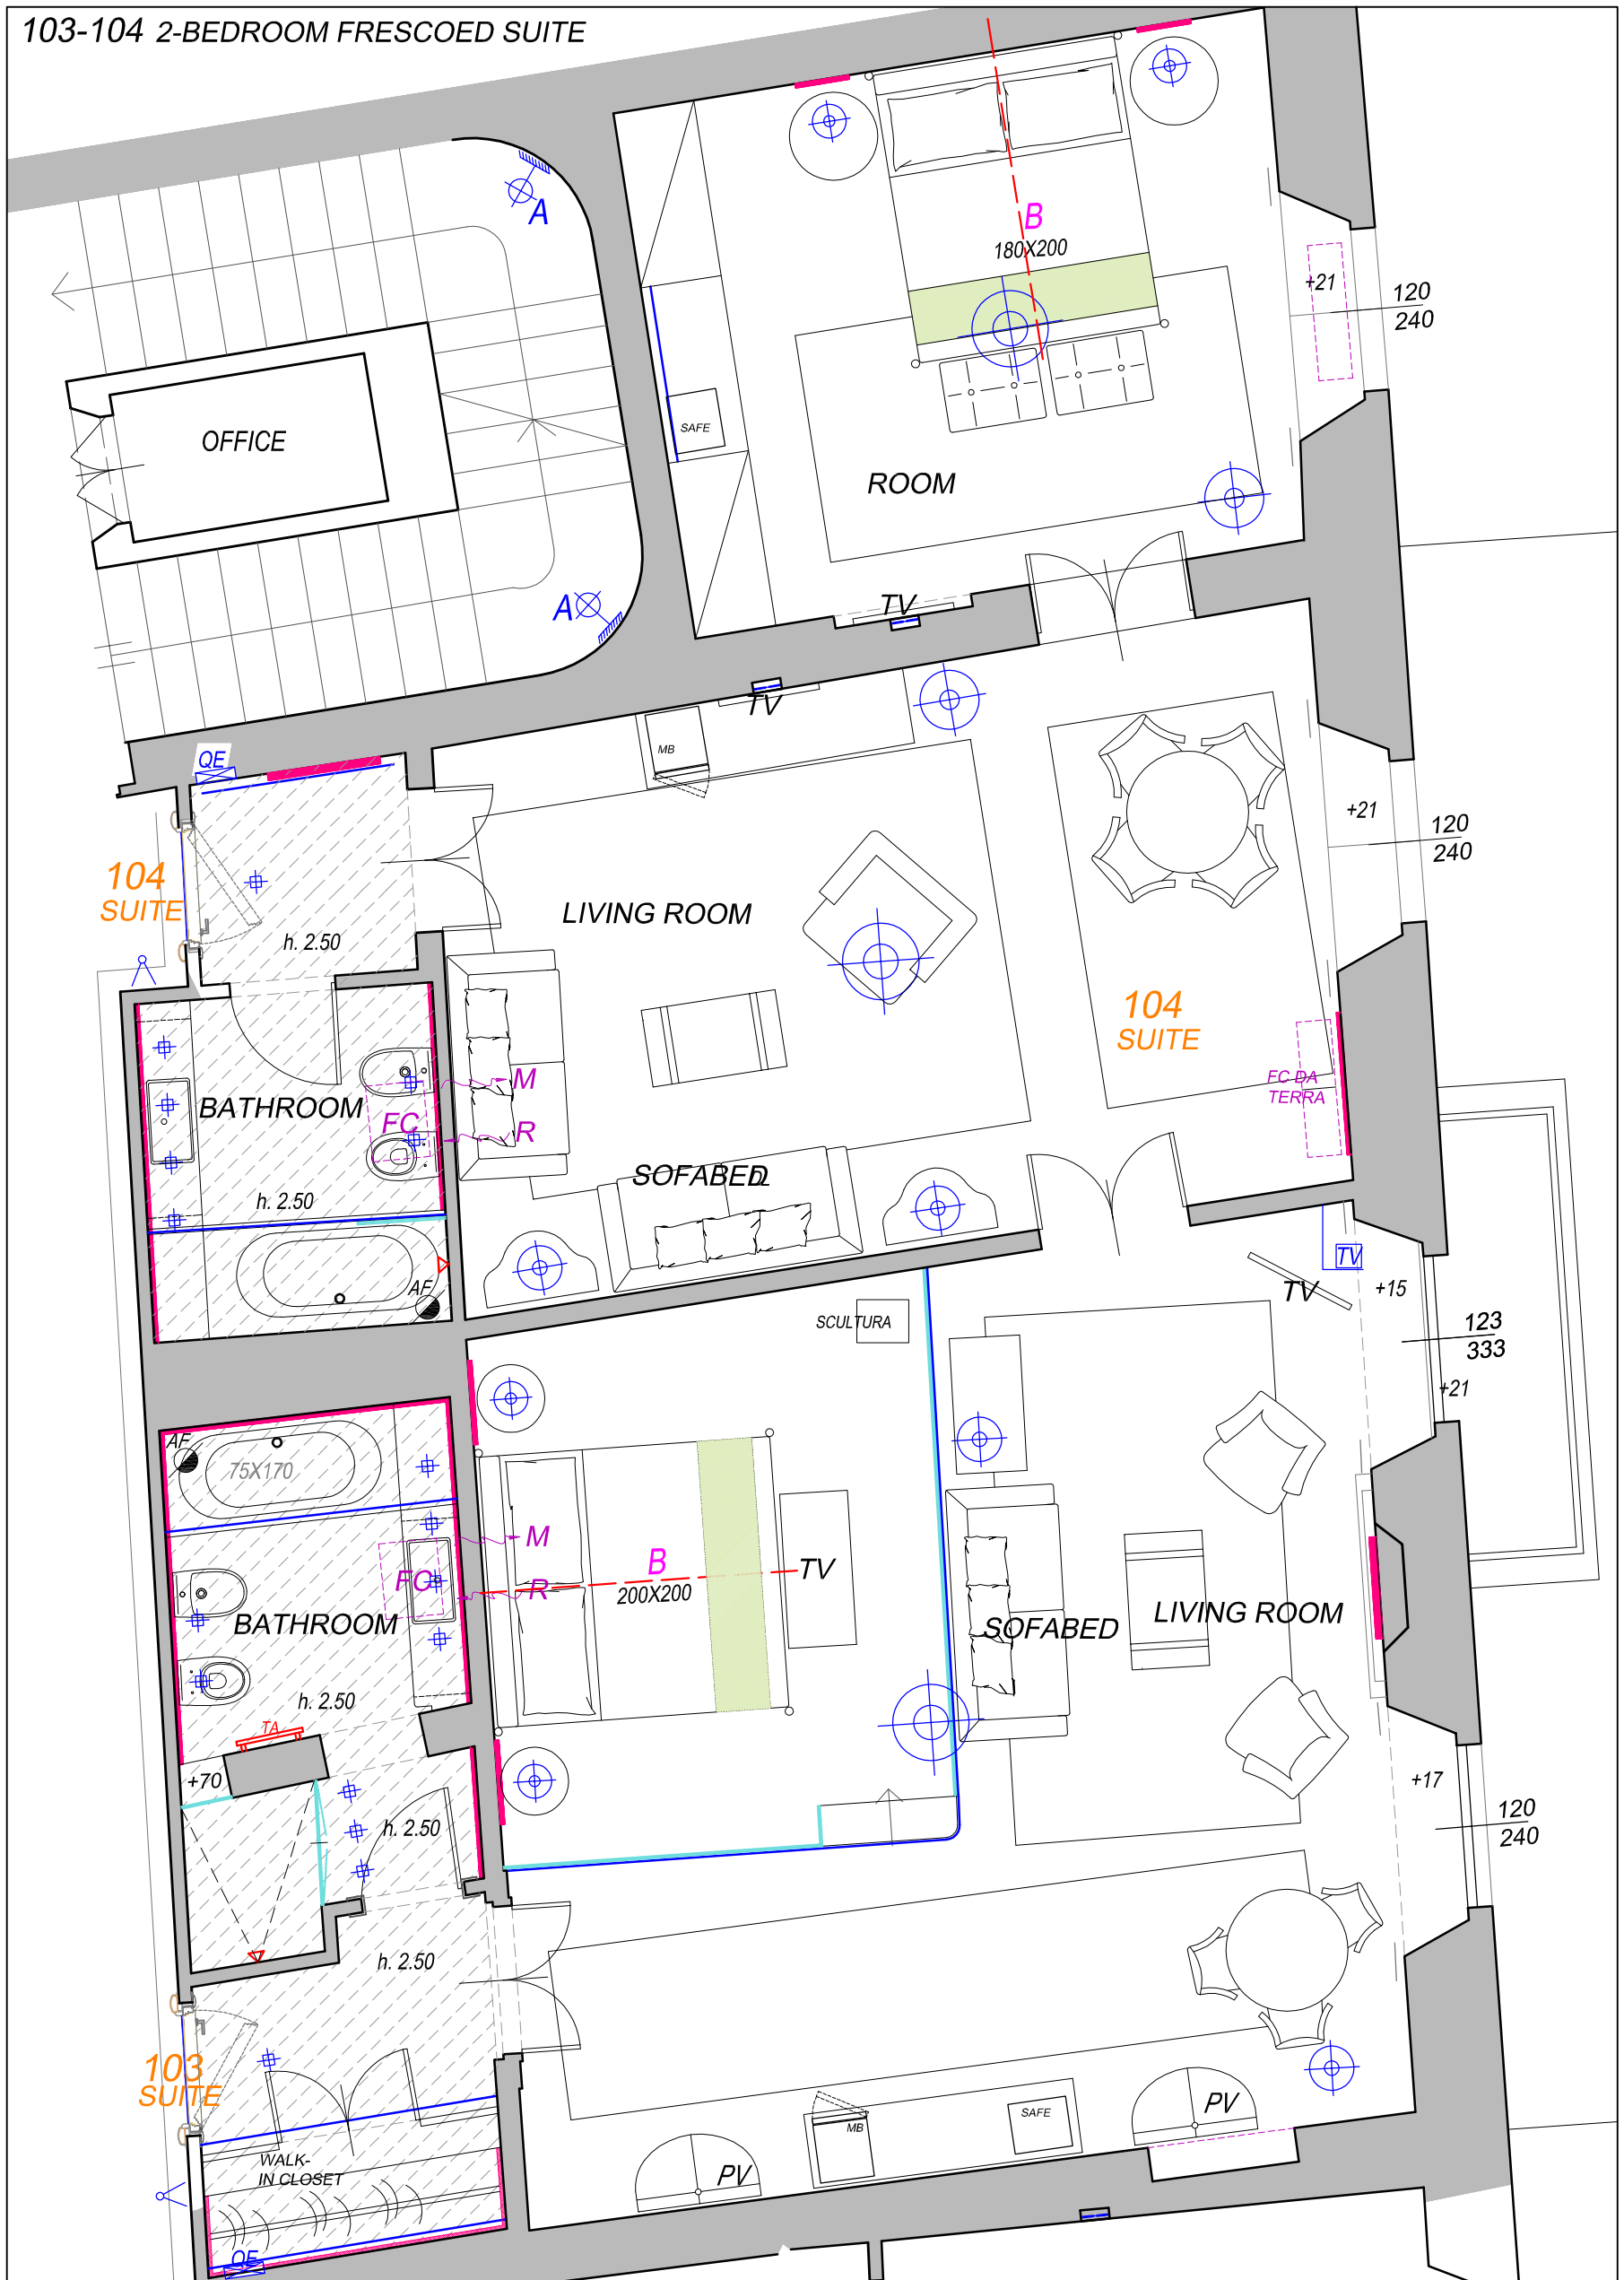 103-104 2-BEDROOM FRESCOED SUITE
A
B
180X200
+21
120
240
OFFICE
SAFE
ROOM
A
TV
TV
QE
MB
+21
120
240
104
SUITE
LIVING ROOM
h. 2.50
104
SUITE
M
FC DA
TERRA
BATHROOM
FC
R
SOFABED
h. 2.50
TV
AF
TV
+15
SCULTURA
123
333
+21
AF
75X170
M
B
TV
FC
R
200X200
LIVING ROOM
BATHROOM
SOFABED
h. 2.50
TA
+70
+17
h. 2.50
120
240
h. 2.50
103
SUITE
PV
SAFE
MB
WALK-
IN CLOSET
PV
QE